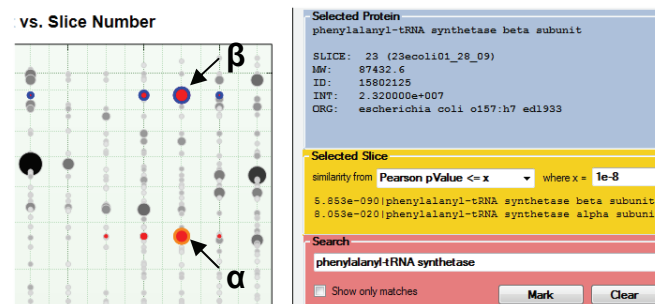 vs. Slice Number
β
α
Selected Protein
phenylalanyl-tRNA synthetase beta subunit
SLICE: 23 (23ecoli01_28_09)
MW: 87432.6
ID: 15802125
INT: 2.320000e+007
ORG: escherichia coli o157:h7 edl933
Selected Slice
similarity from Pearson pValue <= x where x = 1e-8
5.853e-090|phenylalanyl-tRNA synthetase beta subunit
8.053e-020|phenylalanyl-tRNA synthetase alpha subuni
Search
phenylalanyl-tRNA synthetase
Show only matches Mark Clear